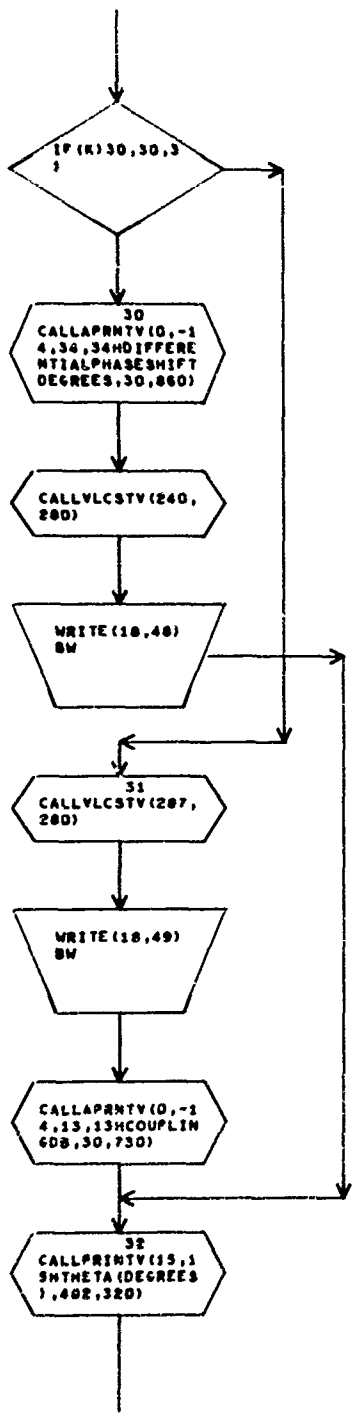 IF(K)30,30,3
1
30
CALLAPRNTV(0,-1
4,34,34HDIFFERE
NTIALPHASESHIFT
DEGREES,30,860)
CALLVLCSTV(240,
280)
WRITE(18,48)
BW
31
CALLVLCSTV(287,
280)
WRITE(18,49)
BW
CALLAPRNTV(0,-1
4,13,13HCOUPLIN
GDB,30,730)
32
CALLPRINTV(15,1
5HTHETA(DEGREES
),402,320)